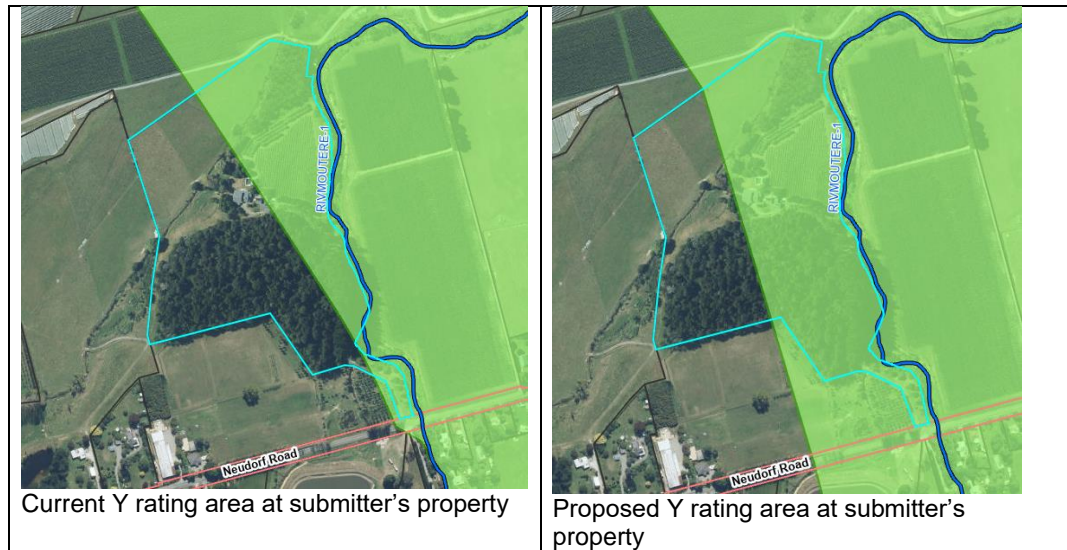 RIVMOUTERE-1
Neudorf Road
Current Y rating area at submitter's property
RIVMOUTERE-1
Neudorf Road
Proposed Y rating area at submitter's
property